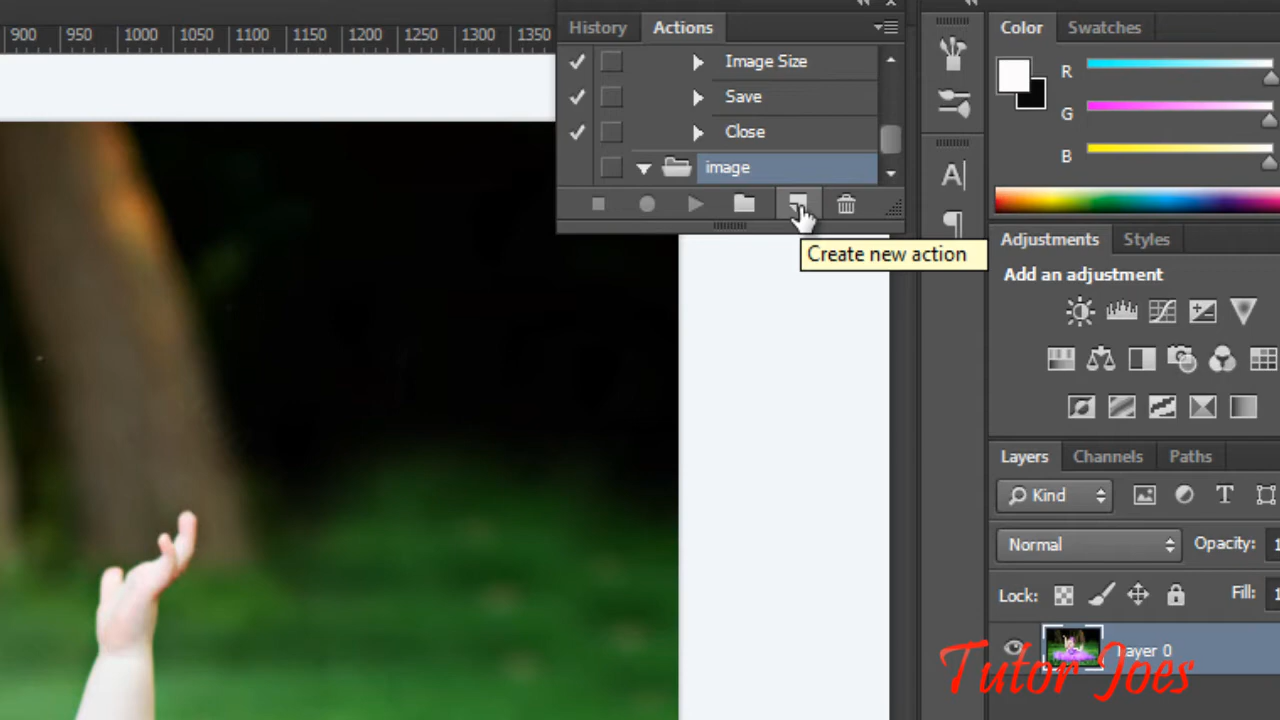 900 950 1000 1050 1100 1150 1200 1250 1300 1350
History Actions
Image Size
Save
Close
image
Create new action
Color Swatches
R
G
B
Adjustments Styles
Add an adjustment
Layers Channels Paths
Kind
Normal Opacity:
Lock: Fill:
Layer 0
Tutor Joes